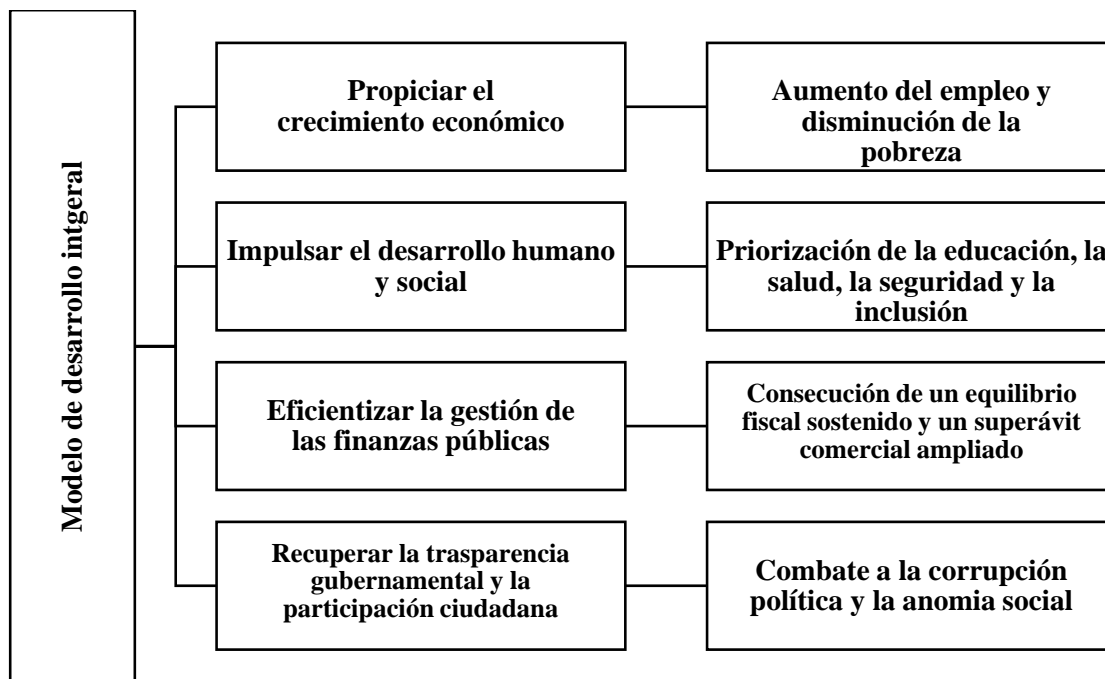 Modelo de desarrollo intgeral
Propiciar el
crecimiento económico
Aumento del empleo y
disminución de la
pobreza
Impulsar el desarrollo humano
y social
Priorización de la educación, la
salud, la seguridad y la
inclusión
Eficientizar la gestión de
las finanzas públicas
Consecución de un equilibrio
fiscal sostenido y un superávit
comercial ampliado
Recuperar la trasparencia
gubernamental y la
participación ciudadana
Combate a la corrupción
política y la anomia social